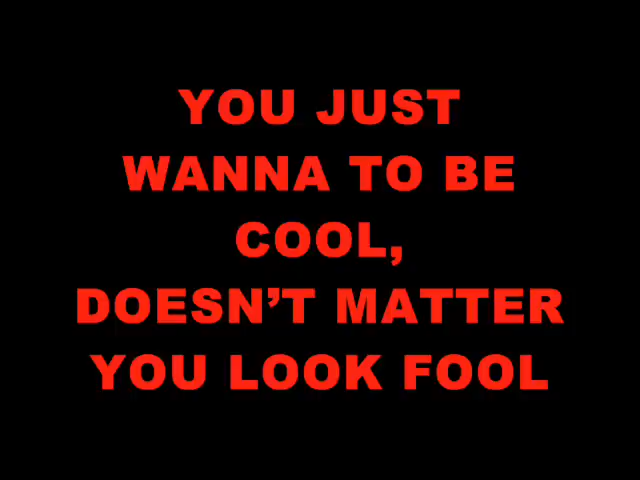 YOU JUST
WANNA TO BE
COOL,
DOESN’T MATTER
YOU LOOK FOOL